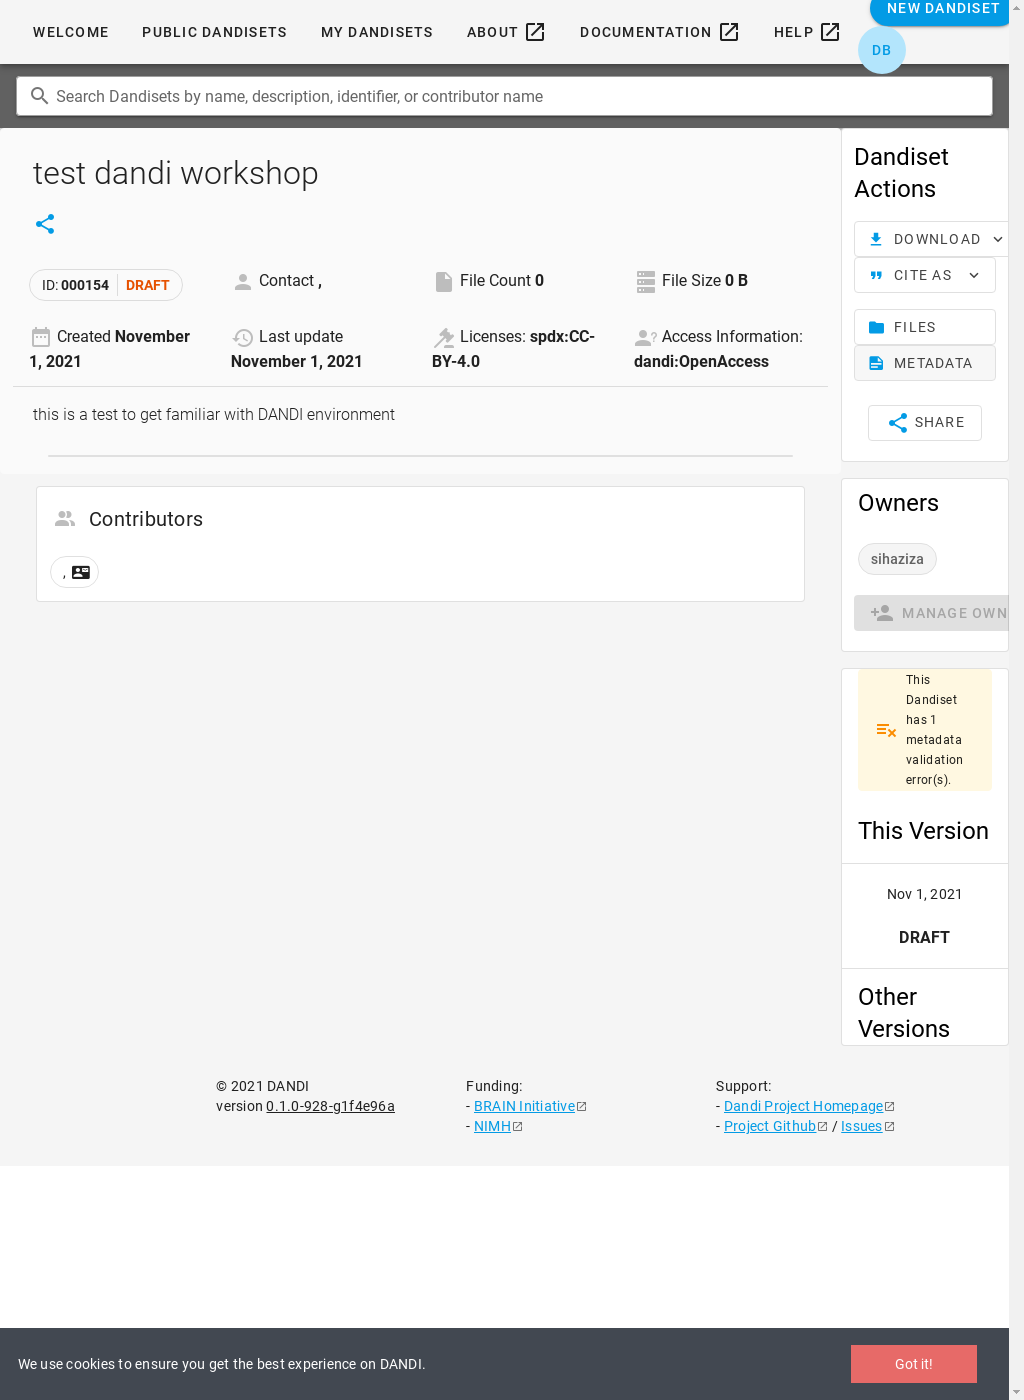 NEW DANDISET
WELCOME PUBLIC DANDISETS MY DANDISETS ABOUT DOCUMENTATION HELP
DB
Search Dandisets by name, description, identifier, or contributor name
test dandi workshop
ID: 000154 DRAFT
Contact ,
File Count 0
File Size 0 B
Created November 1, 2021
Last update November 1, 2021
Licenses: spdx:CC-BY-4.0
Access Information: dandi:OpenAccess
this is a test to get familiar with DANDI environment
Contributors
,
Dandiset
Actions
DOWNLOAD
CITE AS
FILES
METADATA
SHARE
Owners
sihaziza
MANAGE OWN
This
Dandiset
has 1
metadata
validation
error(s).
This Version
Nov 1, 2021
DRAFT
Other
Versions
© 2021 DANDI
version 0.1.0-928-g1f4e96a
Funding:
- BRAIN Initiative
- NIMH
Support:
- Dandi Project Homepage
- Project Github / Issues
We use cookies to ensure you get the best experience on DANDI.
Got it!